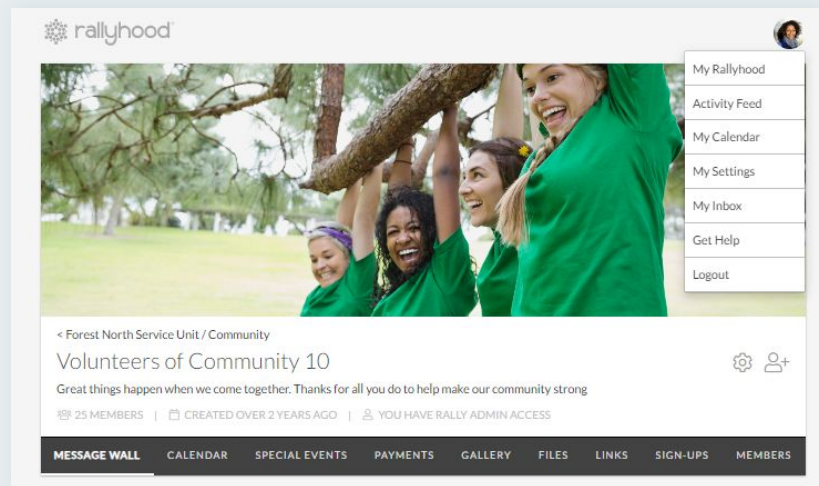 rallyhood
My Rallyhood
Activity Feed
My Calendar
My Settings
My Inbox
Get Help
Logout
< Forest North Service Unit / Community
Volunteers of Community 10
Great things happen when we come together. Thanks for all you do to help make our community strong
25 MEMBERS | CREATED OVER 2 YEARS AGO | YOU HAVE RALLY ADMIN ACCESS
MESSAGE WALL CALENDAR SPECIAL EVENTS PAYMENTS GALLERY FILES LINKS SIGN-UPS MEMBERS